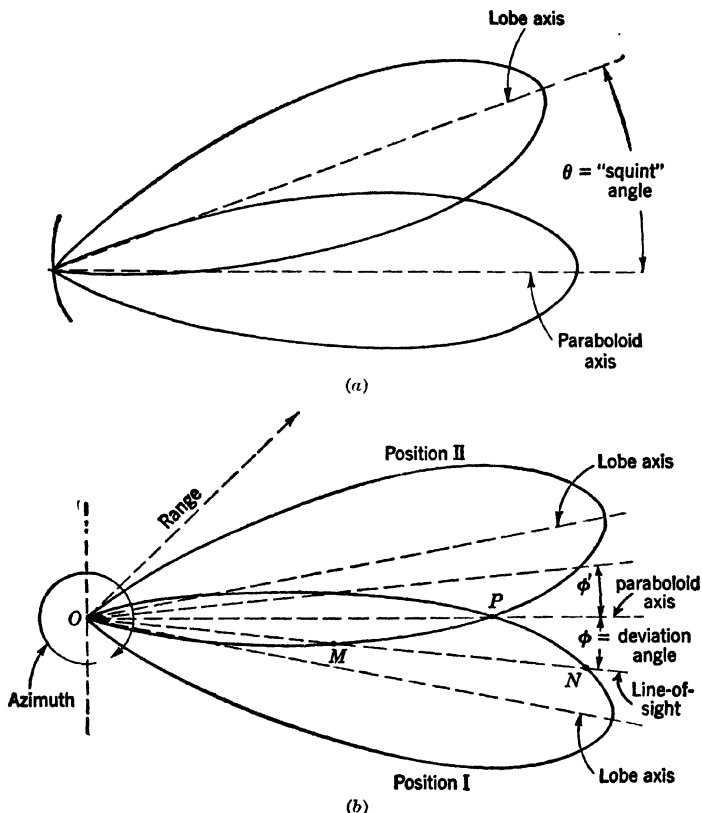 Lobe axis
θ = "squint"
angle
Paraboloid
axis
(a)
Position II
Lobe axis
Range
ϕ′
P
paraboloid
axis
O
ϕ = deviation
angle
M
N
Line-of-
sight
Azimuth
Position I
Lobe axis
(b)